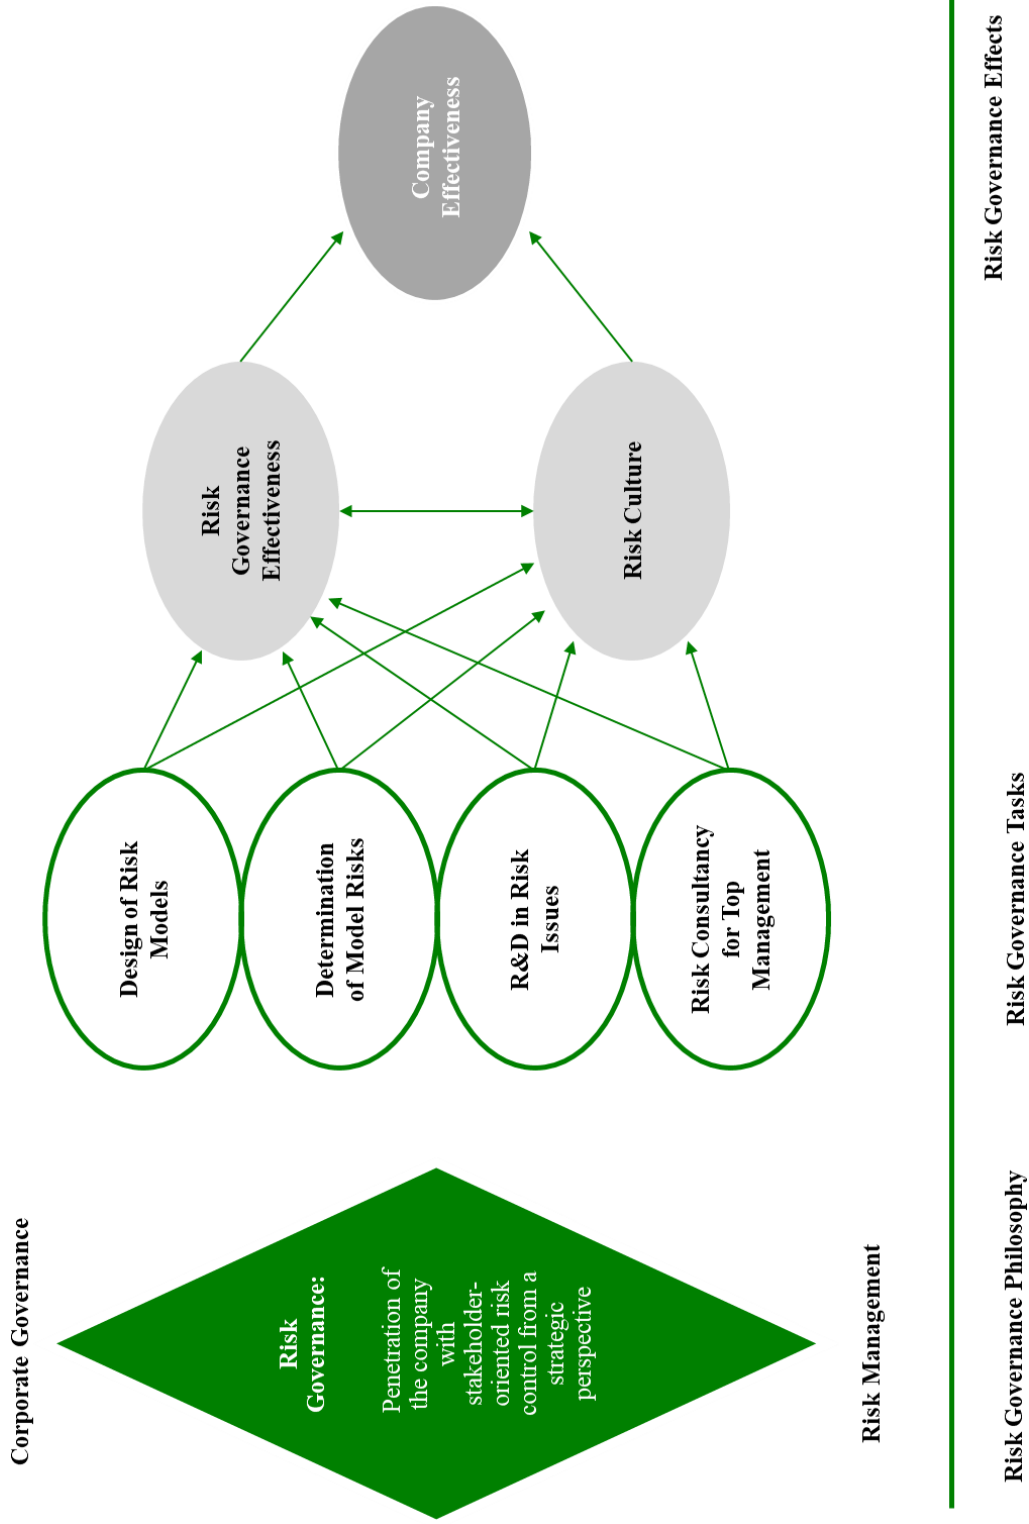 Corporate Governance
Risk
Governance:
Penetration of
the company
with
stakeholder-
oriented risk
control from a
strategic
perspective
Risk Management
Design of Risk
Models
Determination
of Model Risks
R&D in Risk
Issues
Risk Consultancy
for Top
Management
Risk
Governance
Effectiveness
Risk Culture
Company
Effectiveness
Risk Governance Philosophy
Risk Governance Tasks
Risk Governance Effects